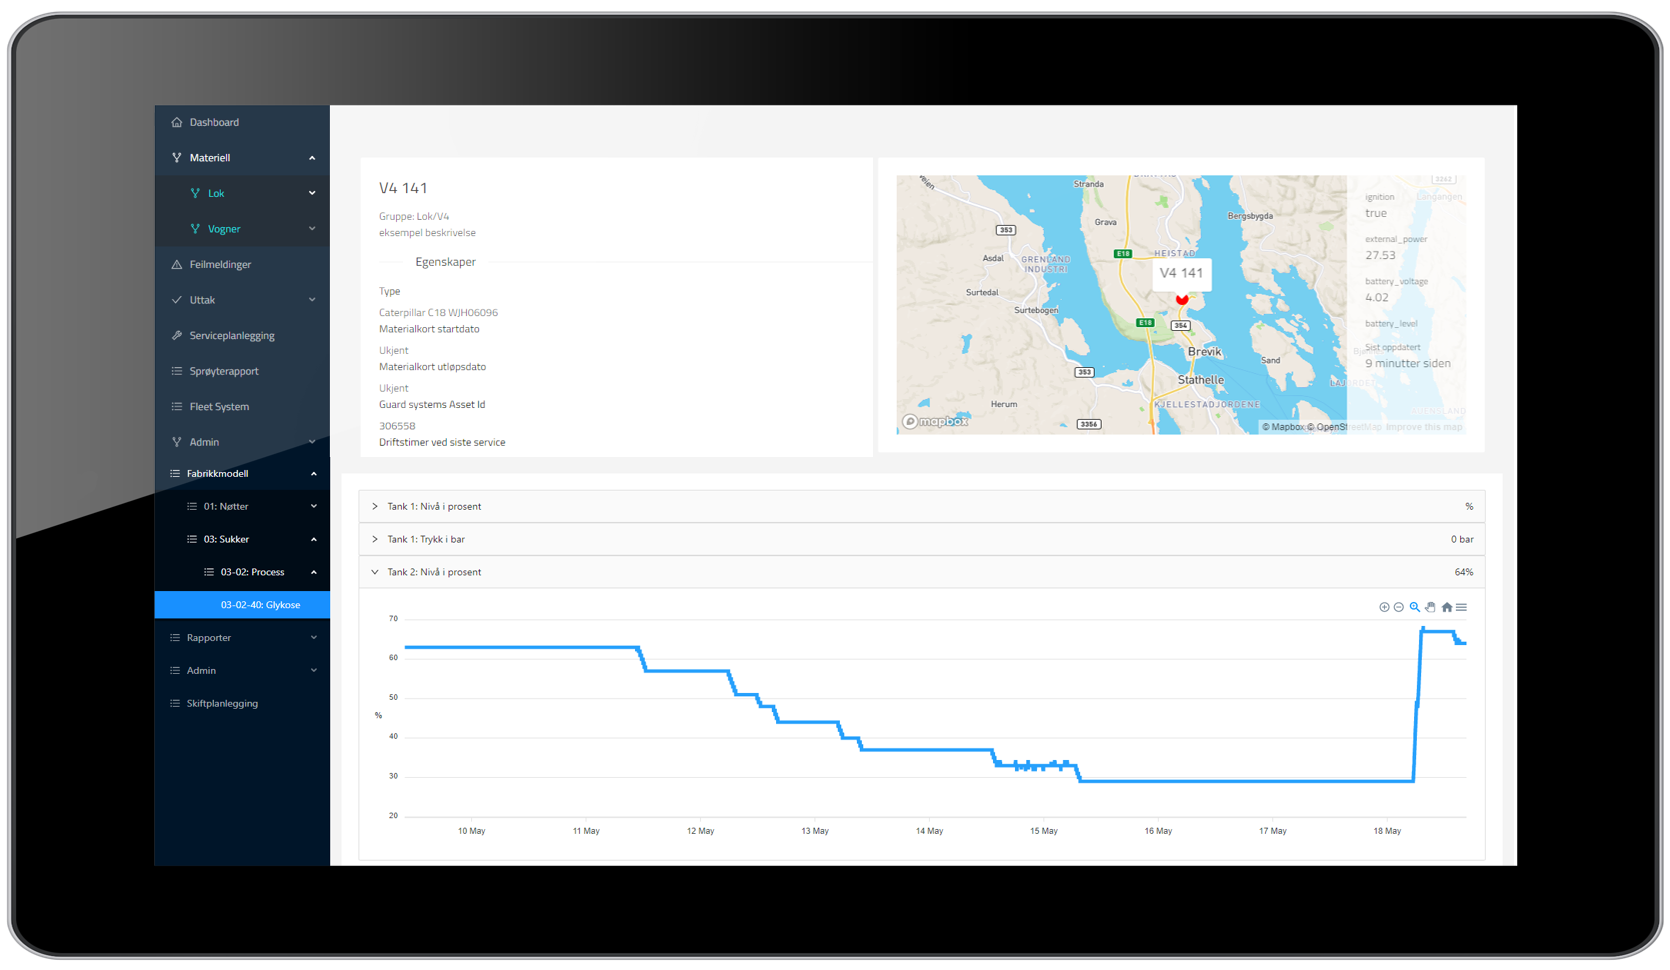 Dashboard
Materiell
Lok
Vogner
Feilmeldinger
Uttak
Serviceplanlegging
Sprøyterapport
Fleet System
Admin
Fabrikkmodell
01: Nøtter
03: Sukker
03-02: Process
03-02-40: Glykose
Rapporter
Admin
Skiftplanlegging
V4 141
Gruppe: Lok/V4
eksempel beskrivelse
Egenskaper
Type
Caterpillar C18 WJH06096
Materialkort startdato
Ukjent
Materialkort utløpsdato
Ukjent
Guard systems Asset Id
306558
Driftstimer ved siste service
Stranda
Grava
Bergsbygda
353
Asdal
GRENLAND
INDUSTRI
E18
HEISTAD
V4 141
Surtedal
Surtebogen
E18
354
Brevik
Sand
353
Stathelle
Herum
KJELLESTADJORDENE
3356
mapbox
© Mapbox © OpenStreetMap Improve this map
3262
Langangen
ignition
true
external_power
27.53
battery_voltage
4.02
battery_level
Sist oppdatert
9 minutter siden
Tank 1: Nivå i prosent %
Tank 1: Trykk i bar 0 bar
Tank 2: Nivå i prosent 64%
70
60
50
%
40
30
20
10 May 11 May 12 May 13 May 14 May 15 May 16 May 17 May 18 May